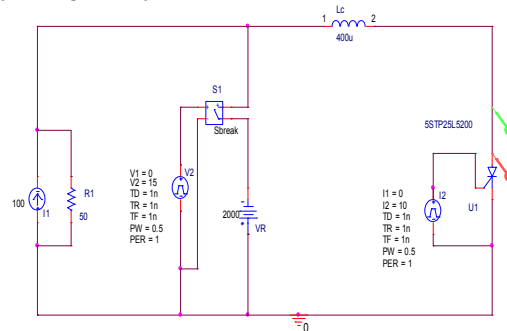 Lc
1 2
400u
S1
Sbreak
5STP25L5200
V1 = 0
V2 = 15
TD = 1n
TR = 1n
TF = 1n
PW = 0.5
PER = 1
V2
100
I1
R1
50
2000
VR
I1 = 0
I2 = 10
TD = 1n
TR = 1n
TF = 1n
PW = 0.5
PER = 1
I2
U1
0